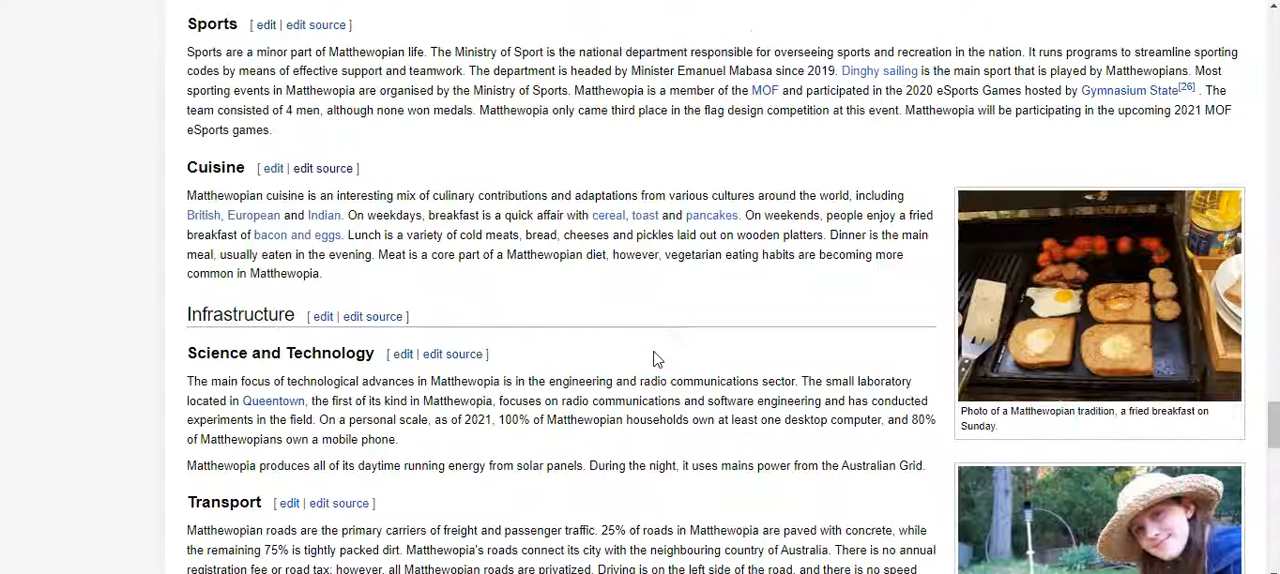 Sports [ edit | edit source ]
Sports are a minor part of Matthewopian life. The Ministry of Sport is the national department responsible for overseeing sports and recreation in the nation. It runs programs to streamline sporting
codes by means of effective support and teamwork. The department is headed by Minister Emanuel Mabasa since 2019. Dinghy sailing is the main sport that is played by Matthewopians. Most
sporting events in Matthewopia are organised by the Ministry of Sports. Matthewopia is a member of the MOF and participated in the 2020 eSports Games hosted by Gymnasium State[26] . The
team consisted of 4 men, although none won medals. Matthewopia only came third place in the flag design competition at this event. Matthewopia will be participating in the upcoming 2021 MOF
eSports games.
Cuisine [ edit | edit source ]
Matthewopian cuisine is an interesting mix of culinary contributions and adaptations from various cultures around the world, including
British, European and Indian. On weekdays, breakfast is a quick affair with cereal, toast and pancakes. On weekends, people enjoy a fried
breakfast of bacon and eggs. Lunch is a variety of cold meats, bread, cheeses and pickles laid out on wooden platters. Dinner is the main
meal, usually eaten in the evening. Meat is a core part of a Matthewopian diet, however, vegetarian eating habits are becoming more
common in Matthewopia.
Photo of a Matthewopian tradition, a fried breakfast on
Sunday.
Infrastructure [ edit | edit source ]
Science and Technology [ edit | edit source ]
The main focus of technological advances in Matthewopia is in the engineering and radio communications sector. The small laboratory
located in Queentown, the first of its kind in Matthewopia, focuses on radio communications and software engineering and has conducted
experiments in the field. On a personal scale, as of 2021, 100% of Matthewopian households own at least one desktop computer, and 80%
of Matthewopians own a mobile phone.
Matthewopia produces all of its daytime running energy from solar panels. During the night, it uses mains power from the Australian Grid.
Transport [ edit | edit source ]
Matthewopian roads are the primary carriers of freight and passenger traffic. 25% of roads in Matthewopia are paved with concrete, while
the remaining 75% is tightly packed dirt. Matthewopia's roads connect its city with the neighbouring country of Australia. There is no annual
registration fee or road tax; however, all Matthewopian roads are privatized. Driving is on the left side of the road, and there is no speed